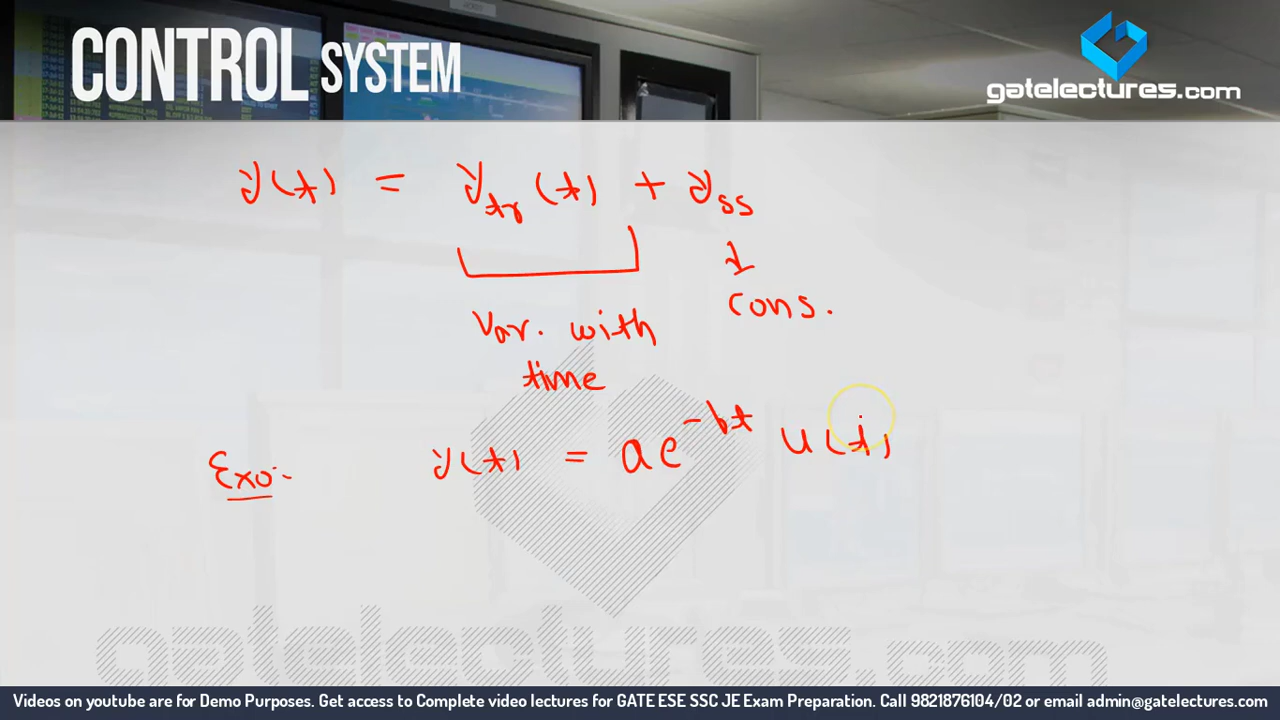 CONTROL SYSTEM
gatelectures.com
y(t) = y_tr (t) + y_ss
Var. with
time
↓
cons.
Exo:-
y(t) = ae^-bt u(t)
gatelectures.com
Videos on youtube are for Demo Purposes. Get access to Complete video lectures for GATE ESE SSC JE Exam Preparation. Call 9821876104/02 or email admin@gatelectures.com